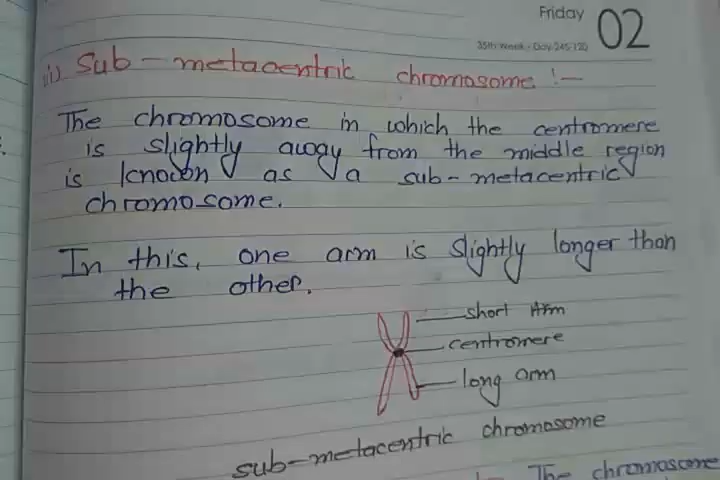 Friday 02
35th Week - Day 245-120
ii) Sub - metacentric chromosome :-
The chromosome in which the centromere
is slightly away from the middle region
is known as a sub-metacentric
chromosome.
In this, one arm is slightly longer than
the other.
short Arm
centromere
long arm
sub-metacentric chromosome
The chromosome